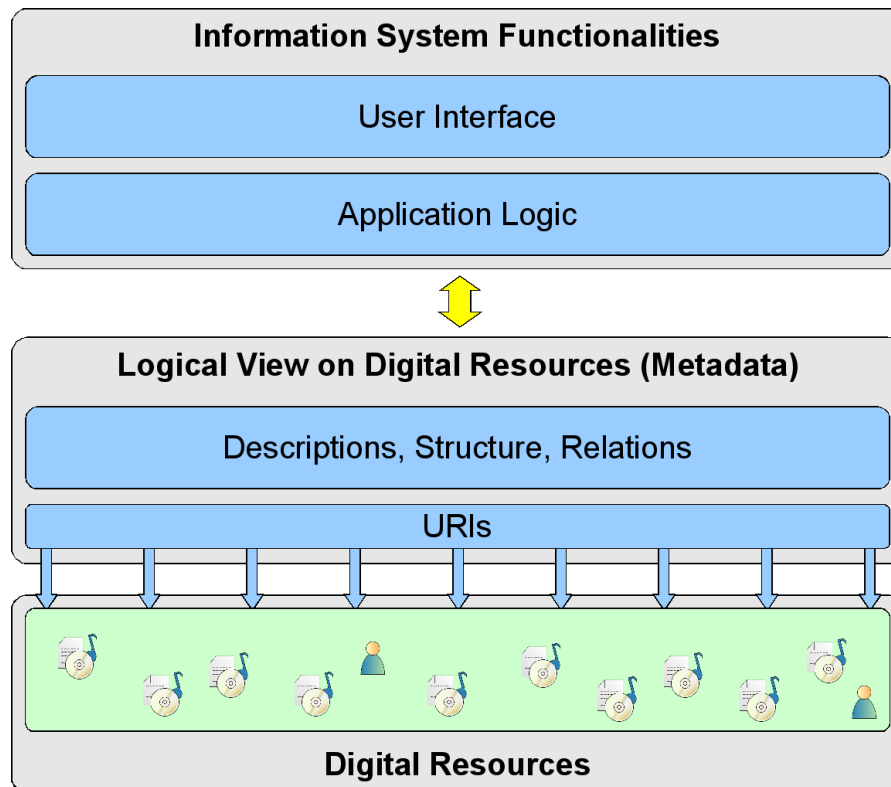 Information System Functionalities
User Interface
Application Logic
Logical View on Digital Resources (Metadata)
Descriptions, Structure, Relations
URIs
Digital Resources